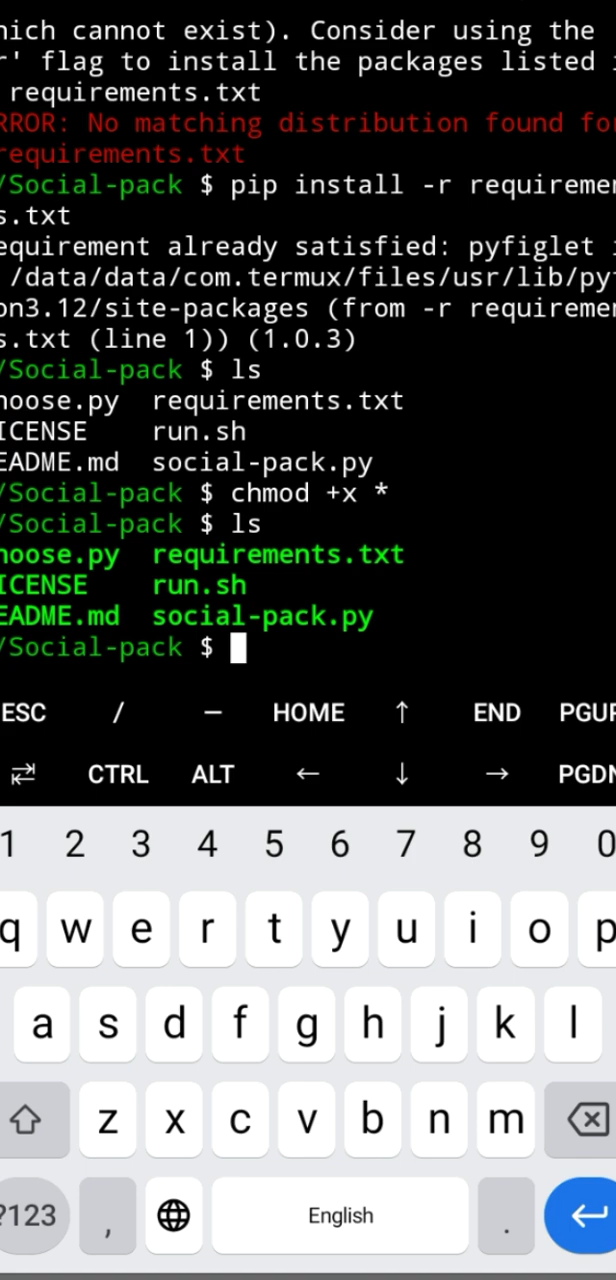 hich cannot exist). Consider using the
r' flag to install the packages listed i
requirements.txt
RROR: No matching distribution found for
requirements.txt
/Social-pack $ pip install -r requiremen
s.txt
equirement already satisfied: pyfiglet i
/data/data/com.termux/files/usr/lib/pyt
on3.12/site-packages (from -r requiremen
s.txt (line 1)) (1.0.3)
/Social-pack $ ls
hoose.py requirements.txt
ICENSE run.sh
EADME.md social-pack.py
/Social-pack $ chmod +x *
/Social-pack $ ls
hoose.py requirements.txt
ICENSE run.sh
EADME.md social-pack.py
/Social-pack $
ESC / — HOME ↑ END PGUP
⇄ CTRL ALT ← ↓ → PGDN
1 2 3 4 5 6 7 8 9 0
q w e r t y u i o p
a s d f g h j k l
z x c v b n m
?123 , English .